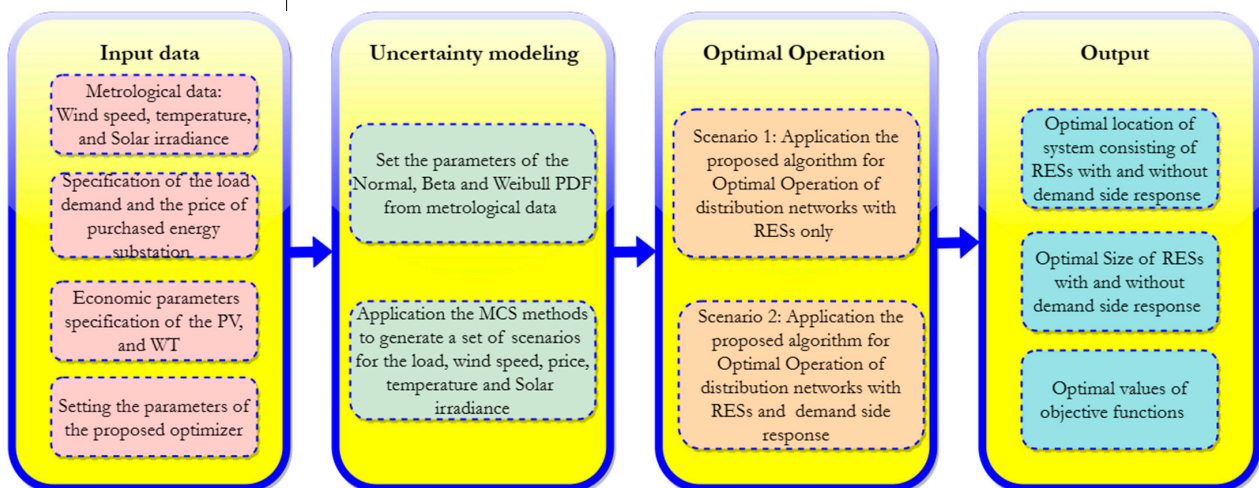 Input data
Metrological data:
Wind speed, temperature,
and Solar irradiance
Specification of the load
demand and the price of
purchased energy
substation
Economic parameters
specification of the PV,
and WT
Setting the parameters of
the proposed optimizer
Uncertainty modeling
Set the parameters of the
Normal, Beta and Weibull PDF
from metrological data
Application the MCS methods
to generate a set of scenarios
for the load, wind speed, price,
temperature and Solar
irradiance
Optimal Operation
Scenario 1: Application the
proposed algorithm for
Optimal Operation of
distribution networks with
RESs only
Scenario 2: Application the
proposed algorithm for
Optimal Operation of
distribution networks with
RESs and demand side
response
Output
Optimal location of
system consisting of
RESs with and without
demand side response
Optimal Size of RESs
with and without
demand side response
Optimal values of
objective functions